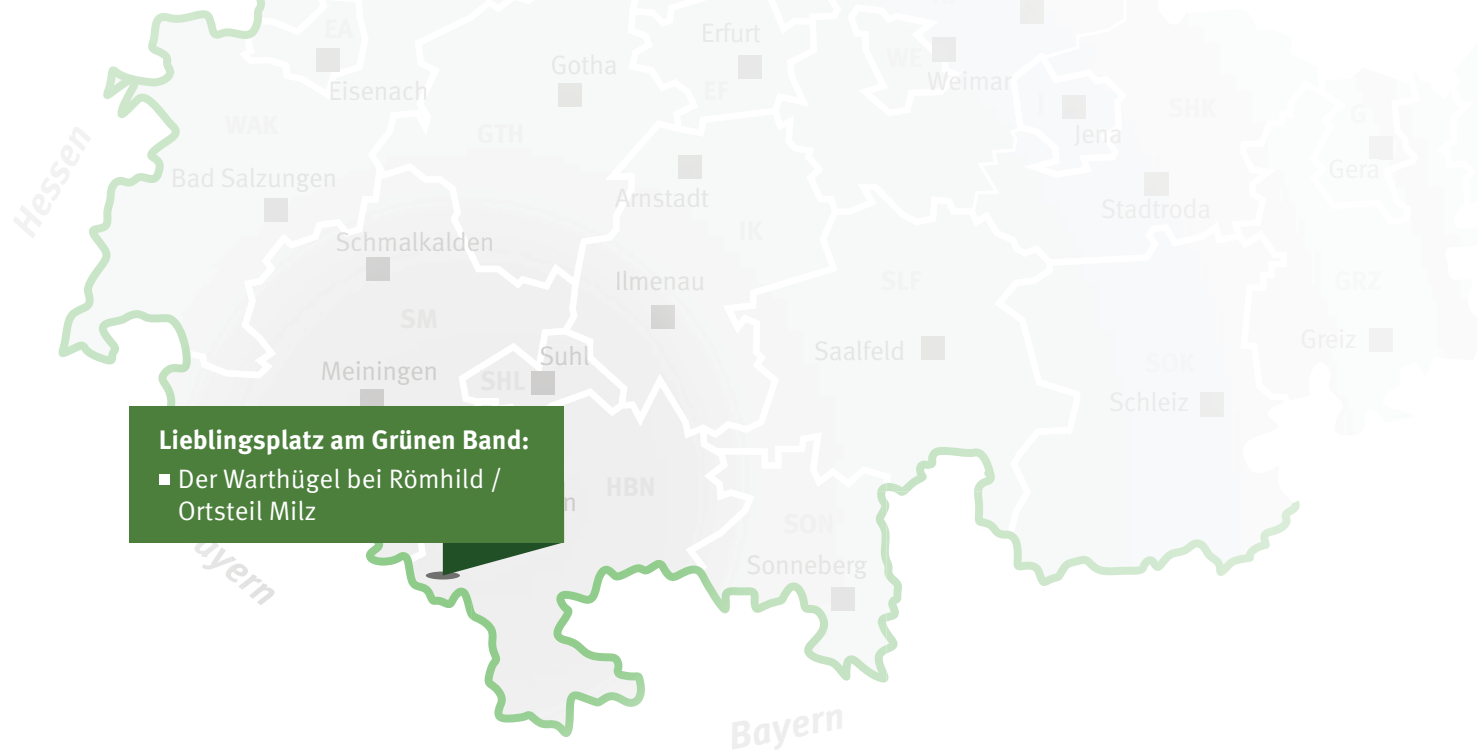 EA
Eisenach
Gotha
Erfurt
EF
WE
Weimar
J
Jena
SHK
G
Gera
Hessen
WAK
GTH
Bad Salzungen
Arnstadt
Stadtroda
Schmalkalden
IK
Ilmenau
SLF
GRZ
SM
Suhl
Saalfeld
Greiz
Meiningen
SHL
SOK
Schleiz
Lieblingsplatz am Grünen Band:
Der Warthügel bei Römhild /
Ortsteil Milz
HBN
n
SON
Sonneberg
ayern
Bayern